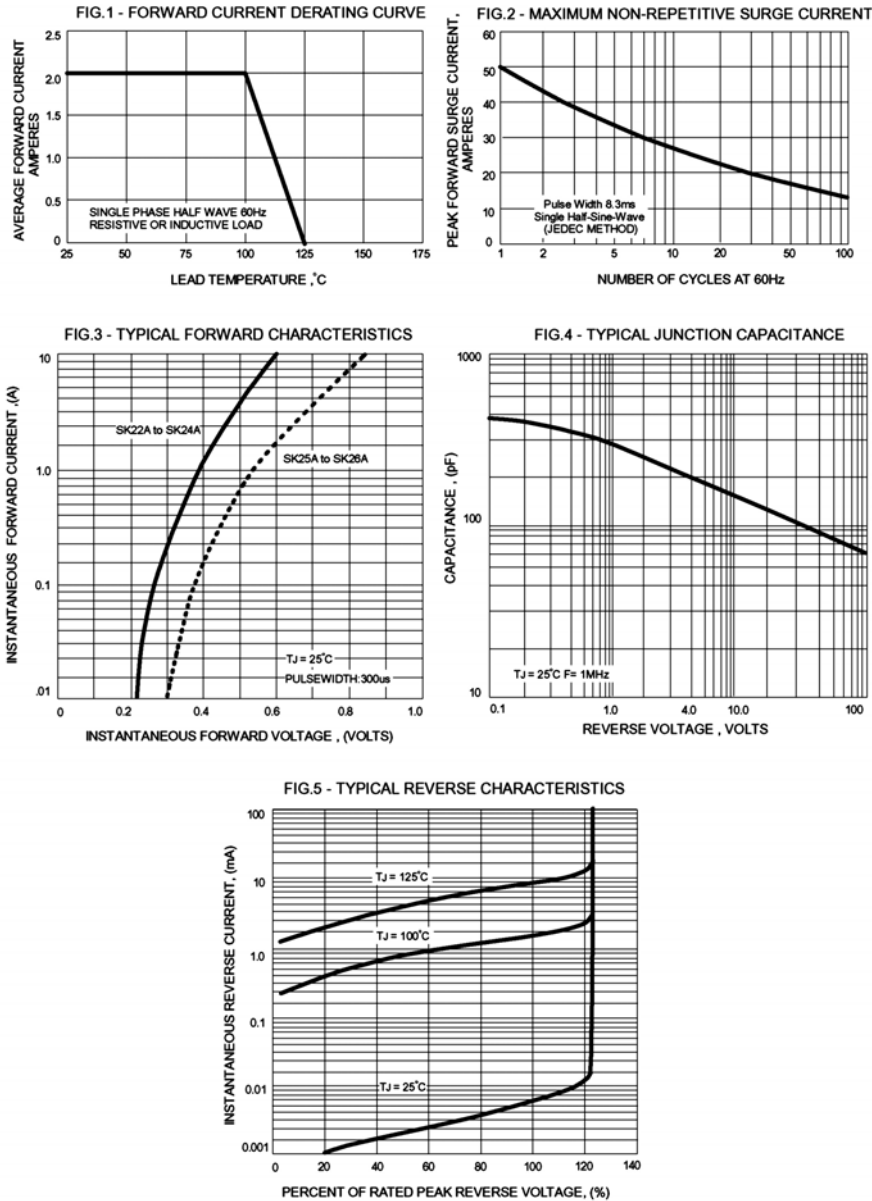 FIG.1 - FORWARD CURRENT DERATING CURVE
AVERAGE FORWARD CURRENT
AMPERES
2.0
1.5
1.0
0.5
0
SINGLE PHASE HALF WAVE 60Hz
RESISTIVE OR INDUCTIVE LOAD
25 50 75 100 125 150 175
LEAD TEMPERATURE ,°C
FIG.2 - MAXIMUM NON-REPETITIVE SURGE CURRENT
PEAK FORWARD SURGE CURRENT,
AMPERES
60
50
40
30
20
10
0
Pulse Width 8.3ms
Single Half-Sine-Wave
(JEDEC METHOD)
1 2 5 10 20 50 100
NUMBER OF CYCLES AT 60Hz
FIG.3 - TYPICAL FORWARD CHARACTERISTICS
INSTANTANEOUS FORWARD CURRENT ,(A)
10
1.0
0.1
.01
SK22A to SK24A
SK25A to SK26A
TJ = 25°C
PULSEWIDTH:300us
0 0.2 0.4 0.6 0.8 1.0
INSTANTANEOUS FORWARD VOLTAGE , (VOLTS)
FIG.4 - TYPICAL JUNCTION CAPACITANCE
CAPACITANCE , (pF)
1000
100
10
TJ = 25°C F= 1MHz
0.1 1.0 4.0 10.0 100
REVERSE VOLTAGE , VOLTS
FIG.5 - TYPICAL REVERSE CHARACTERISTICS
INSTANTANEOUS REVERSE CURRENT, (mA)
100
10
1.0
0.1
0.01
0.001
TJ = 125°C
TJ = 100°C
TJ = 25°C
0 20 40 60 80 100 120 140
PERCENT OF RATED PEAK REVERSE VOLTAGE, (%)